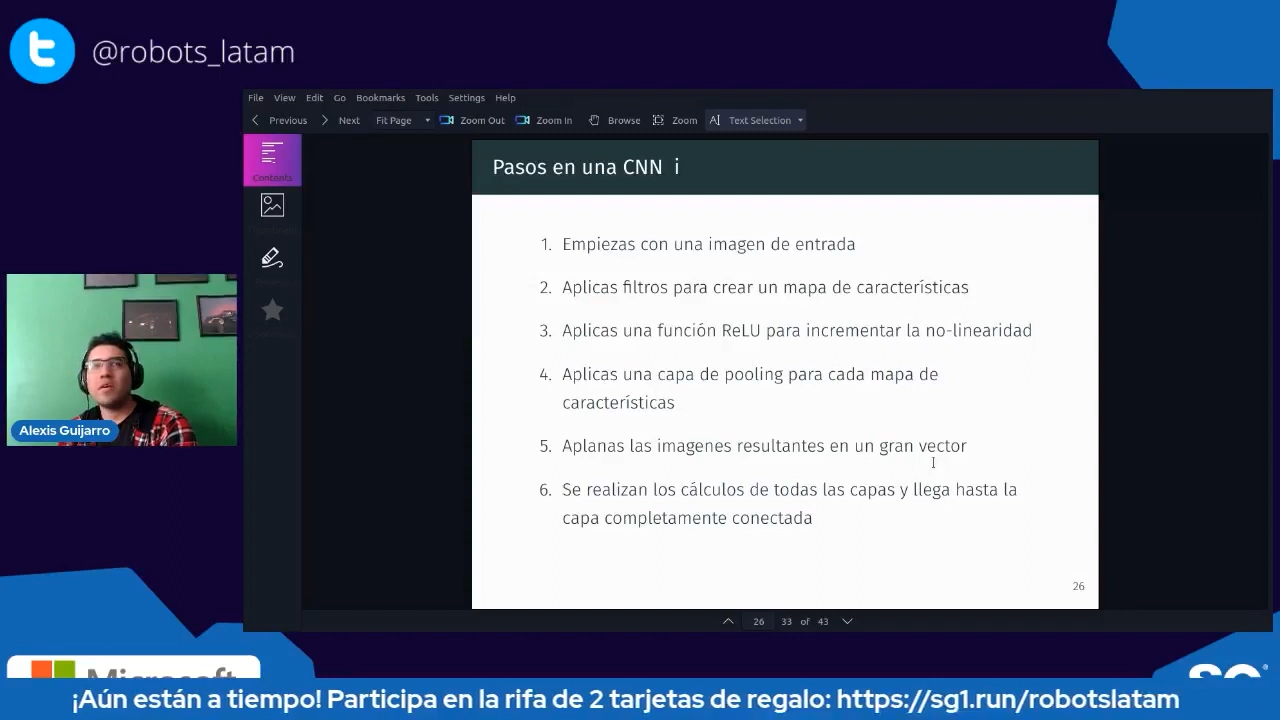 @robots_latam
File View Edit Go Bookmarks Tools Settings Help
Previous Next Fit Page Zoom Out Zoom In Browse Zoom Text Selection
Contents
Pasos en una CNN i
1. Empiezas con una imagen de entrada
2. Aplicas filtros para crear un mapa de características
3. Aplicas una función ReLU para incrementar la no-linearidad
4. Aplicas una capa de pooling para cada mapa de
características
5. Aplanas las imagenes resultantes en un gran vector
6. Se realizan los cálculos de todas las capas y llega hasta la
capa completamente conectada
26
Alexis Guijarro
26 33 of 43
Microsoft
SG
¡Aún están a tiempo! Participa en la rifa de 2 tarjetas de regalo: https://sg1.run/robotslatam